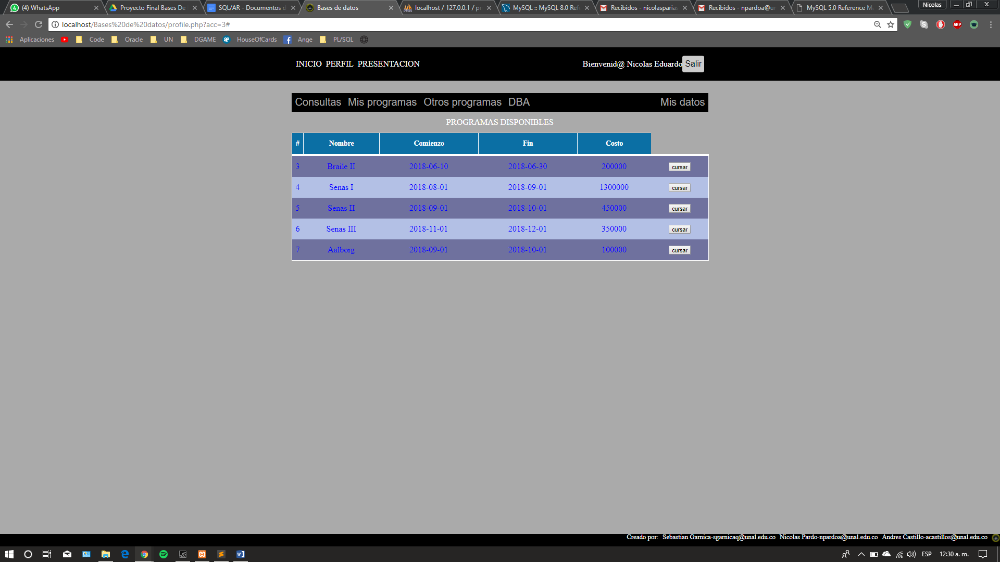 (4) WhatsApp
Proyecto Final Bases De
SQL/AR - Documentos d
Bases de datos
localhost / 127.0.0.1 / pr
MySQL :: MySQL 8.0 Ref
Recibidos - nicolasparias
Recibidos - npardoa@un
MySQL 5.0 Reference Ma
Nicolas
localhost/Bases%20de%20datos/profile.php?acc=3#
ABP
Aplicaciones Code Oracle UN DGAME HouseOfCards Ange PL/SQL
INICIO PERFIL PRESENTACION
Bienvenid@ Nicolas Eduardo Salir
Consultas Mis programas Otros programas DBA Mis datos
PROGRAMAS DISPONIBLES
# Nombre Comienzo Fin Costo
3 Braile II 2018-06-10 2018-06-30 200000 cursar
4 Senas I 2018-08-01 2018-09-01 1300000 cursar
5 Senas II 2018-09-01 2018-10-01 450000 cursar
6 Senas III 2018-11-01 2018-12-01 350000 cursar
7 Aalborg 2018-09-01 2018-10-01 100000 cursar
Creado por: Sebastian Garnica-sgarnicaq@unal.edu.co Nicolas Pardo-npardoa@unal.edu.co Andres Castillo-acastillos@unal.edu.co
ESP 12:30 a. m.